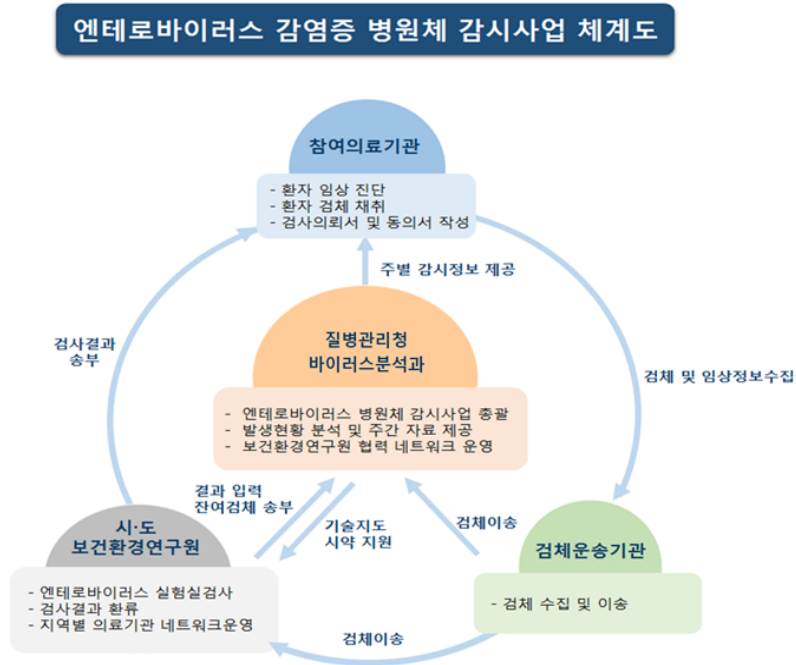 엔테로바이러스 감염증 병원체 감시사업 체계도
참여의료기관
- 환자 임상 진단
- 환자 검체 채취
- 검사의뢰서 및 동의서 작성
주별 감시정보 제공
검사결과
송부
질병관리청
바이러스분석과
검체 및 임상정보수집
- 엔테로바이러스 병원체 감시사업 총괄
- 발생현황 분석 및 주간 자료 제공
- 보건환경연구원 협력 네트워크 운영
결과 입력
잔여검체 송부
기술지도
시약 지원
검체이송
시·도
보건환경연구원
- 엔테로바이러스 실험실검사
- 검사결과 환류
- 지역별 의료기관 네트워크운영
검체운송기관
- 검체 수집 및 이송
검체이송